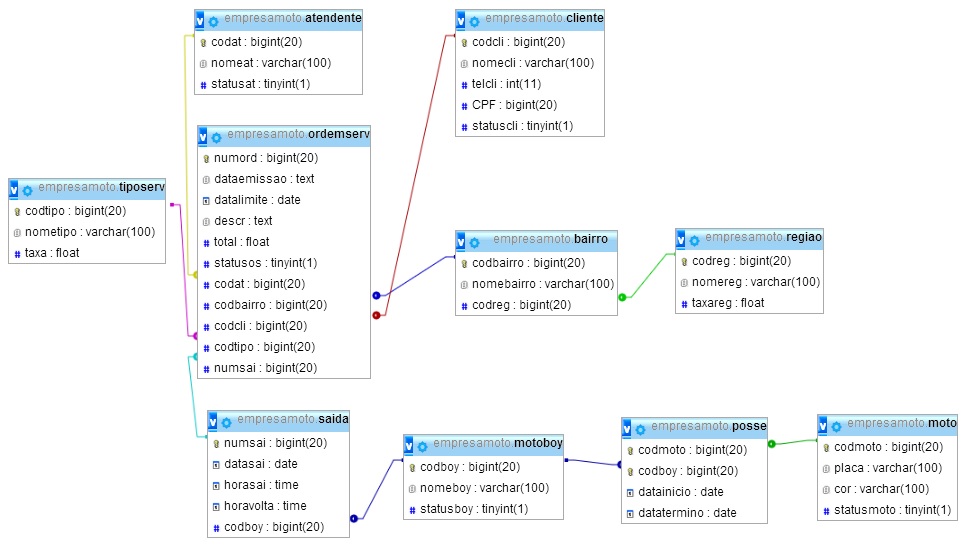 empresamoto.atendente
codat : bigint(20)
nomeat : varchar(100)
statusat : tinyint(1)
empresamoto.cliente
codcli : bigint(20)
nomecli : varchar(100)
telcli : int(11)
CPF : bigint(20)
statuscli : tinyint(1)
empresamoto.ordemserv
numord : bigint(20)
dataemissao : text
datalimite : date
descr : text
total : float
statusos : tinyint(1)
codat : bigint(20)
codbairro : bigint(20)
codcli : bigint(20)
codtipo : bigint(20)
numsai : bigint(20)
empresamoto.tiposerv
codtipo : bigint(20)
nometipo : varchar(100)
taxa : float
empresamoto.bairro
codbairro : bigint(20)
nomebairro : varchar(100)
codreg : bigint(20)
empresamoto.regiao
codreg : bigint(20)
nomereg : varchar(100)
taxareg : float
empresamoto.saida
numsai : bigint(20)
datasai : date
horasai : time
horavolta : time
codboy : bigint(20)
empresamoto.motoboy
codboy : bigint(20)
nomeboy : varchar(100)
statusboy : tinyint(1)
empresamoto.posse
codmoto : bigint(20)
codboy : bigint(20)
datainicio : date
datatermino : date
empresamoto.moto
codmoto : bigint(20)
placa : varchar(100)
cor : varchar(100)
statusmoto : tinyint(1)